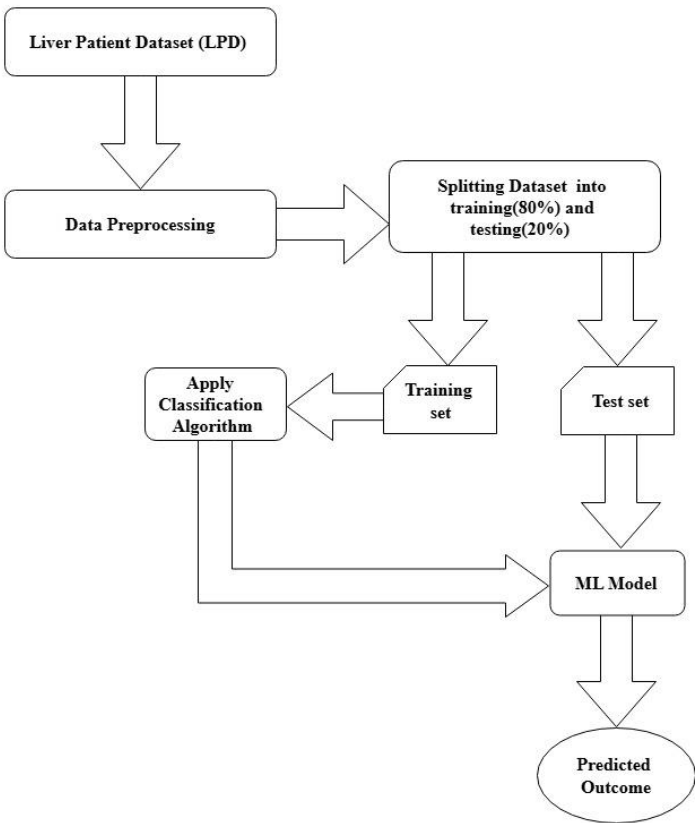 Liver Patient Dataset (LPD)
Data Preprocessing
Splitting Dataset into
training(80%) and
testing(20%)
Training
set
Test set
Apply
Classification
Algorithm
ML Model
Predicted
Outcome